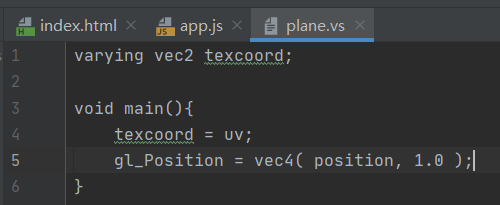 index.html app.js plane.vs
1 varying vec2 texcoord;
2
3 void main(){
4 texcoord = uv;
5 gl_Position = vec4( position, 1.0 );
6 }